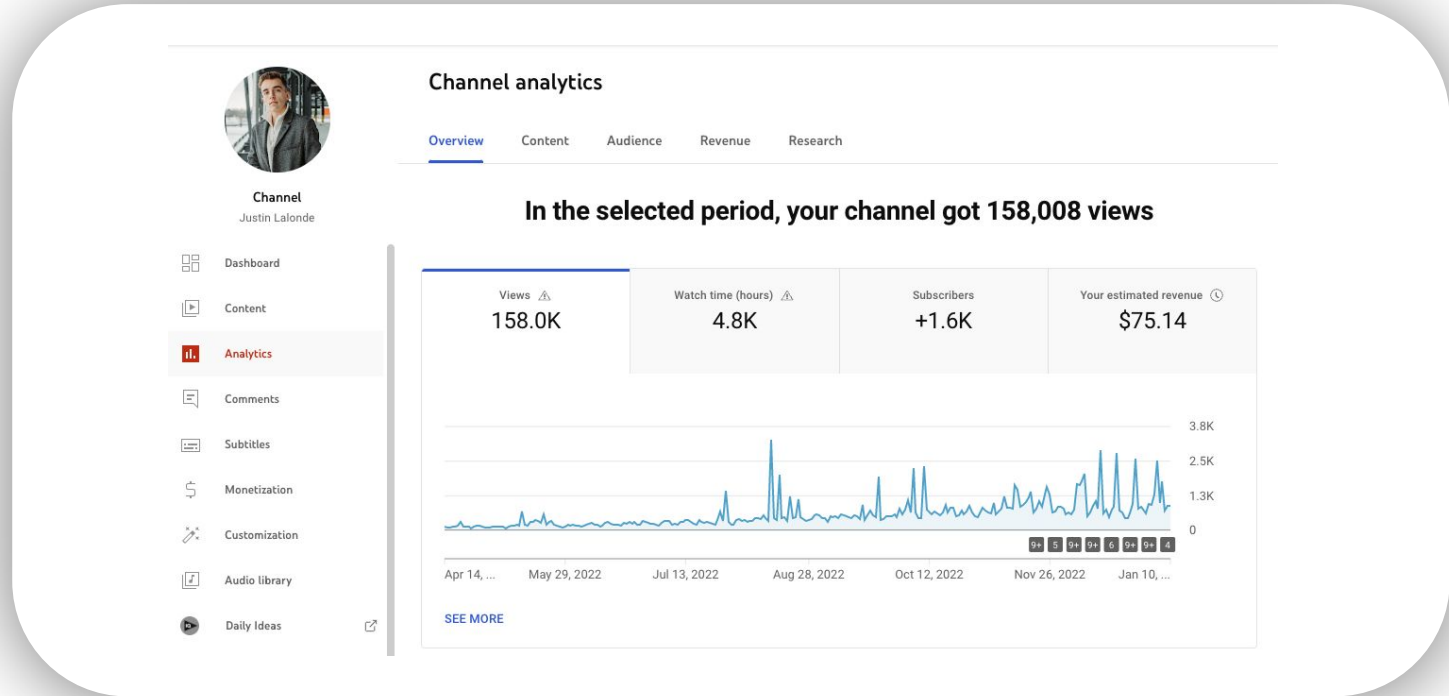 Channel analytics
Overview Content Audience Revenue Research
Channel
Justin Lalonde
Dashboard
Content
Analytics
Comments
Subtitles
Monetization
Customization
Audio library
Daily Ideas
In the selected period, your channel got 158,008 views
Views Watch time (hours) Subscribers Your estimated revenue
158.0K 4.8K +1.6K $75.14
3.8K
2.5K
1.3K
0
9+ 5 9+ 9+ 6 9+ 9+ 4
Apr 14, ... May 29, 2022 Jul 13, 2022 Aug 28, 2022 Oct 12, 2022 Nov 26, 2022 Jan 10, ...
SEE MORE